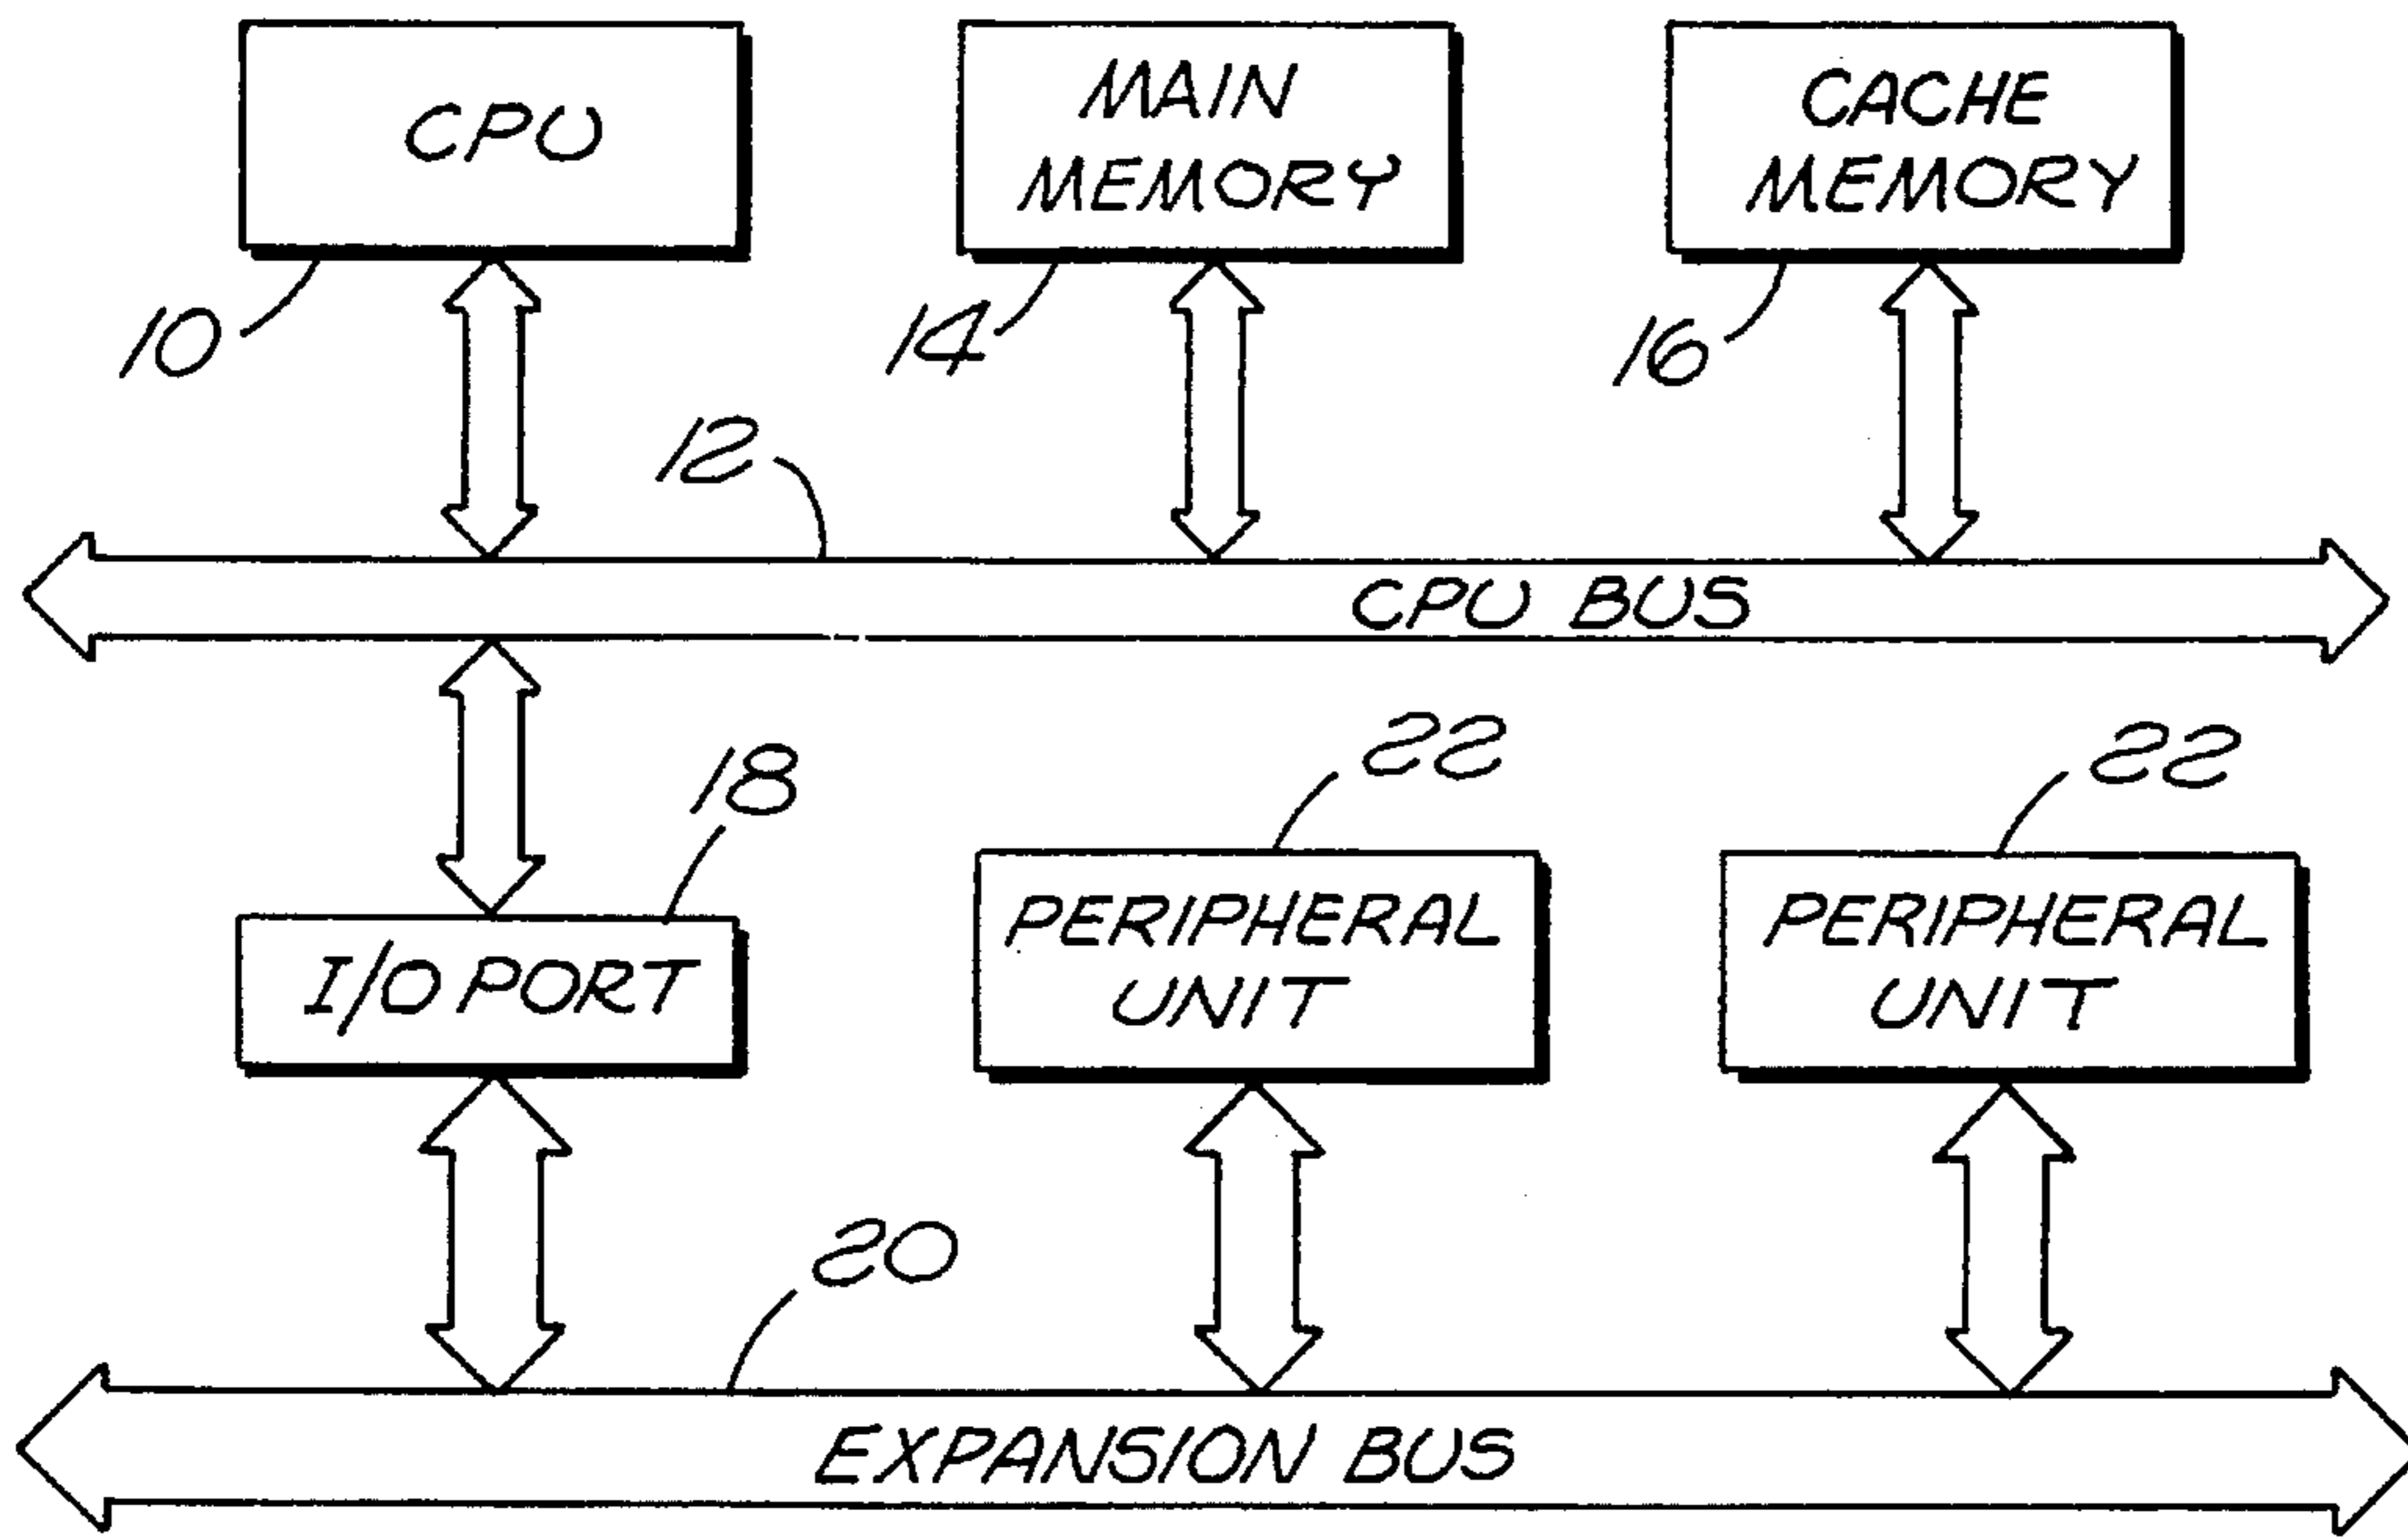 CPU
MAIN
MEMORY
CACHE
MEMORY
10
14
16
12
CPU BUS
18
22
22
I/O PORT
PERIPHERAL
UNIT
PERIPHERAL
UNIT
20
EXPANSION BUS